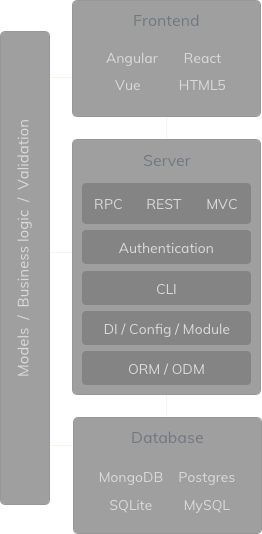 Frontend
Angular React
Vue HTML5
Models / Business logic / Validation
Server
RPC REST MVC
Authentication
CLI
DI / Config / Module
ORM / ODM
Database
MongoDB Postgres
SQLite MySQL